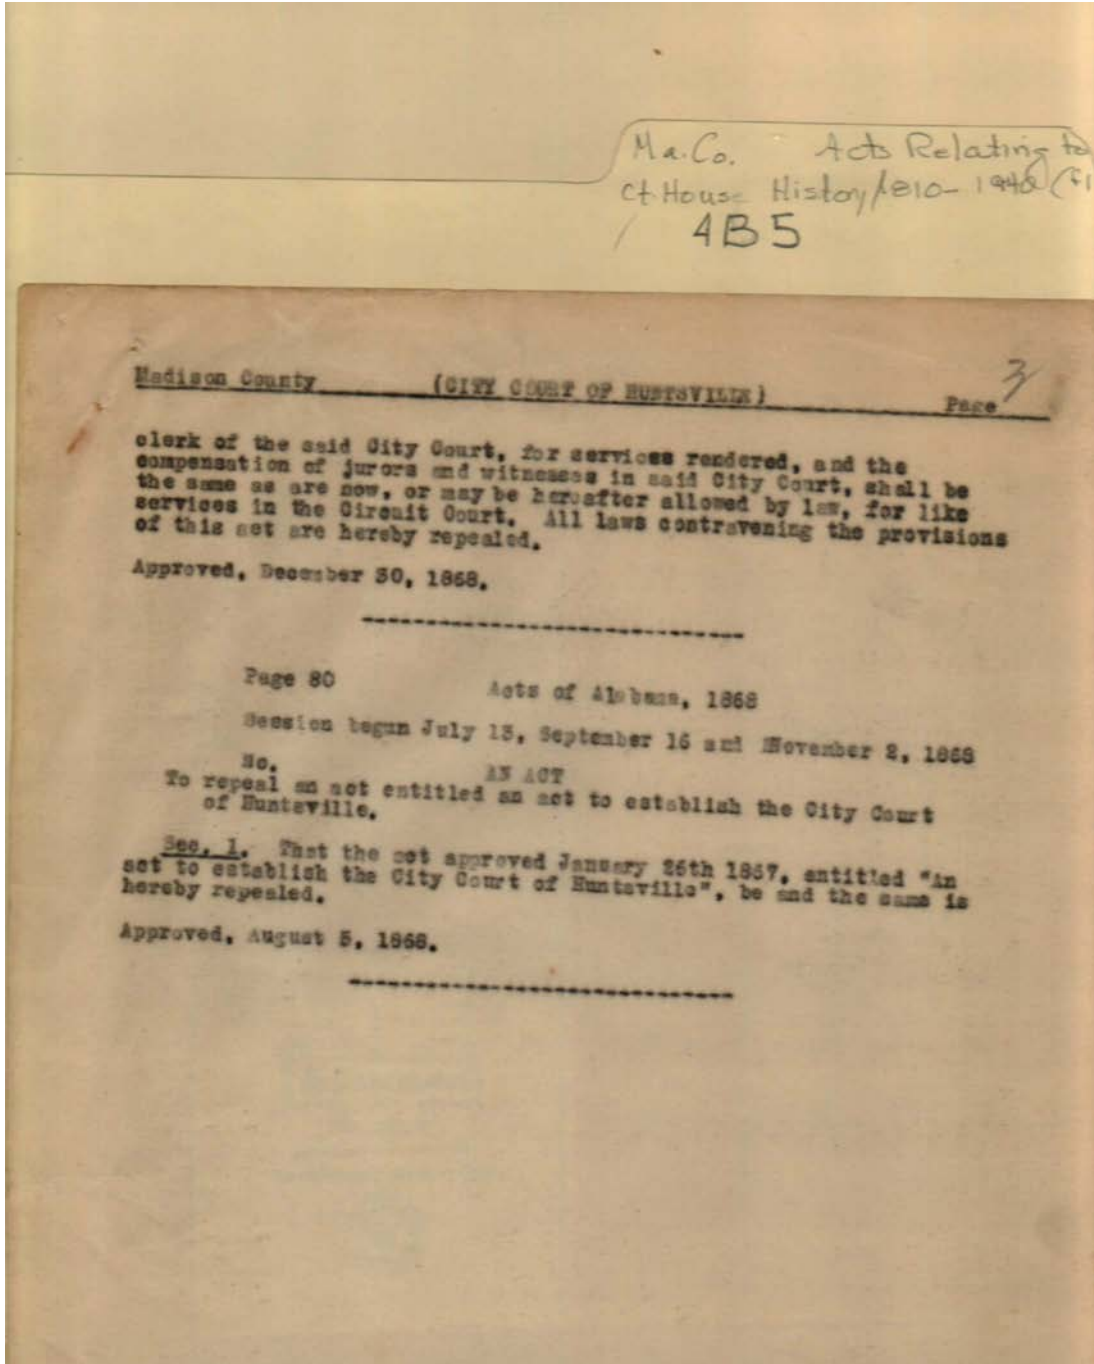 Ma.Co. Acts Relating to
Ct. House History 1810-1940
4B5
Madison County (CITY COURT OF HUNTSVILLE) Page 3
clerk of the said City Court, for services rendered, and the
compensation of jurors and witnesses in said City Court, shall be
the same as are now, or may be hereafter allowed by law, for like
services in the Circuit Court. All laws contravening the provisions
of this act are hereby repealed.
Approved, December 30, 1868.
------------------------------
Page 80 Acts of Alabama, 1868
Session begun July 13, September 16 and November 2, 1868
No. AN ACT
To repeal an act entitled an act to establish the City Court
of Huntsville.
Sec. 1. That the act approved January 25th 1867, entitled "An
act to establish the City Court of Huntsville", be and the same is
hereby repealed.
Approved, August 5, 1868.
------------------------------